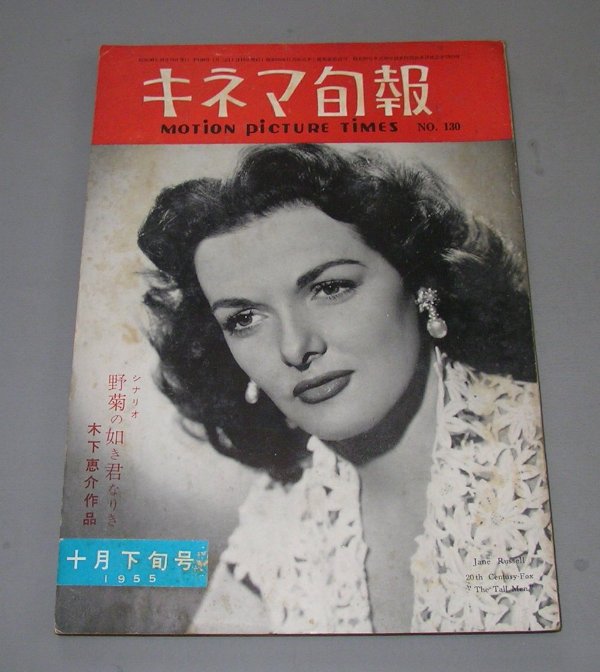 キネマ旬報
MOTION PICTURE TIMES NO. 130
シナリオ
野菊の如き君なりき
木下恵介作品
十月下旬号
1955
Jane Russell
20th Century-Fox
"The Tall Men"